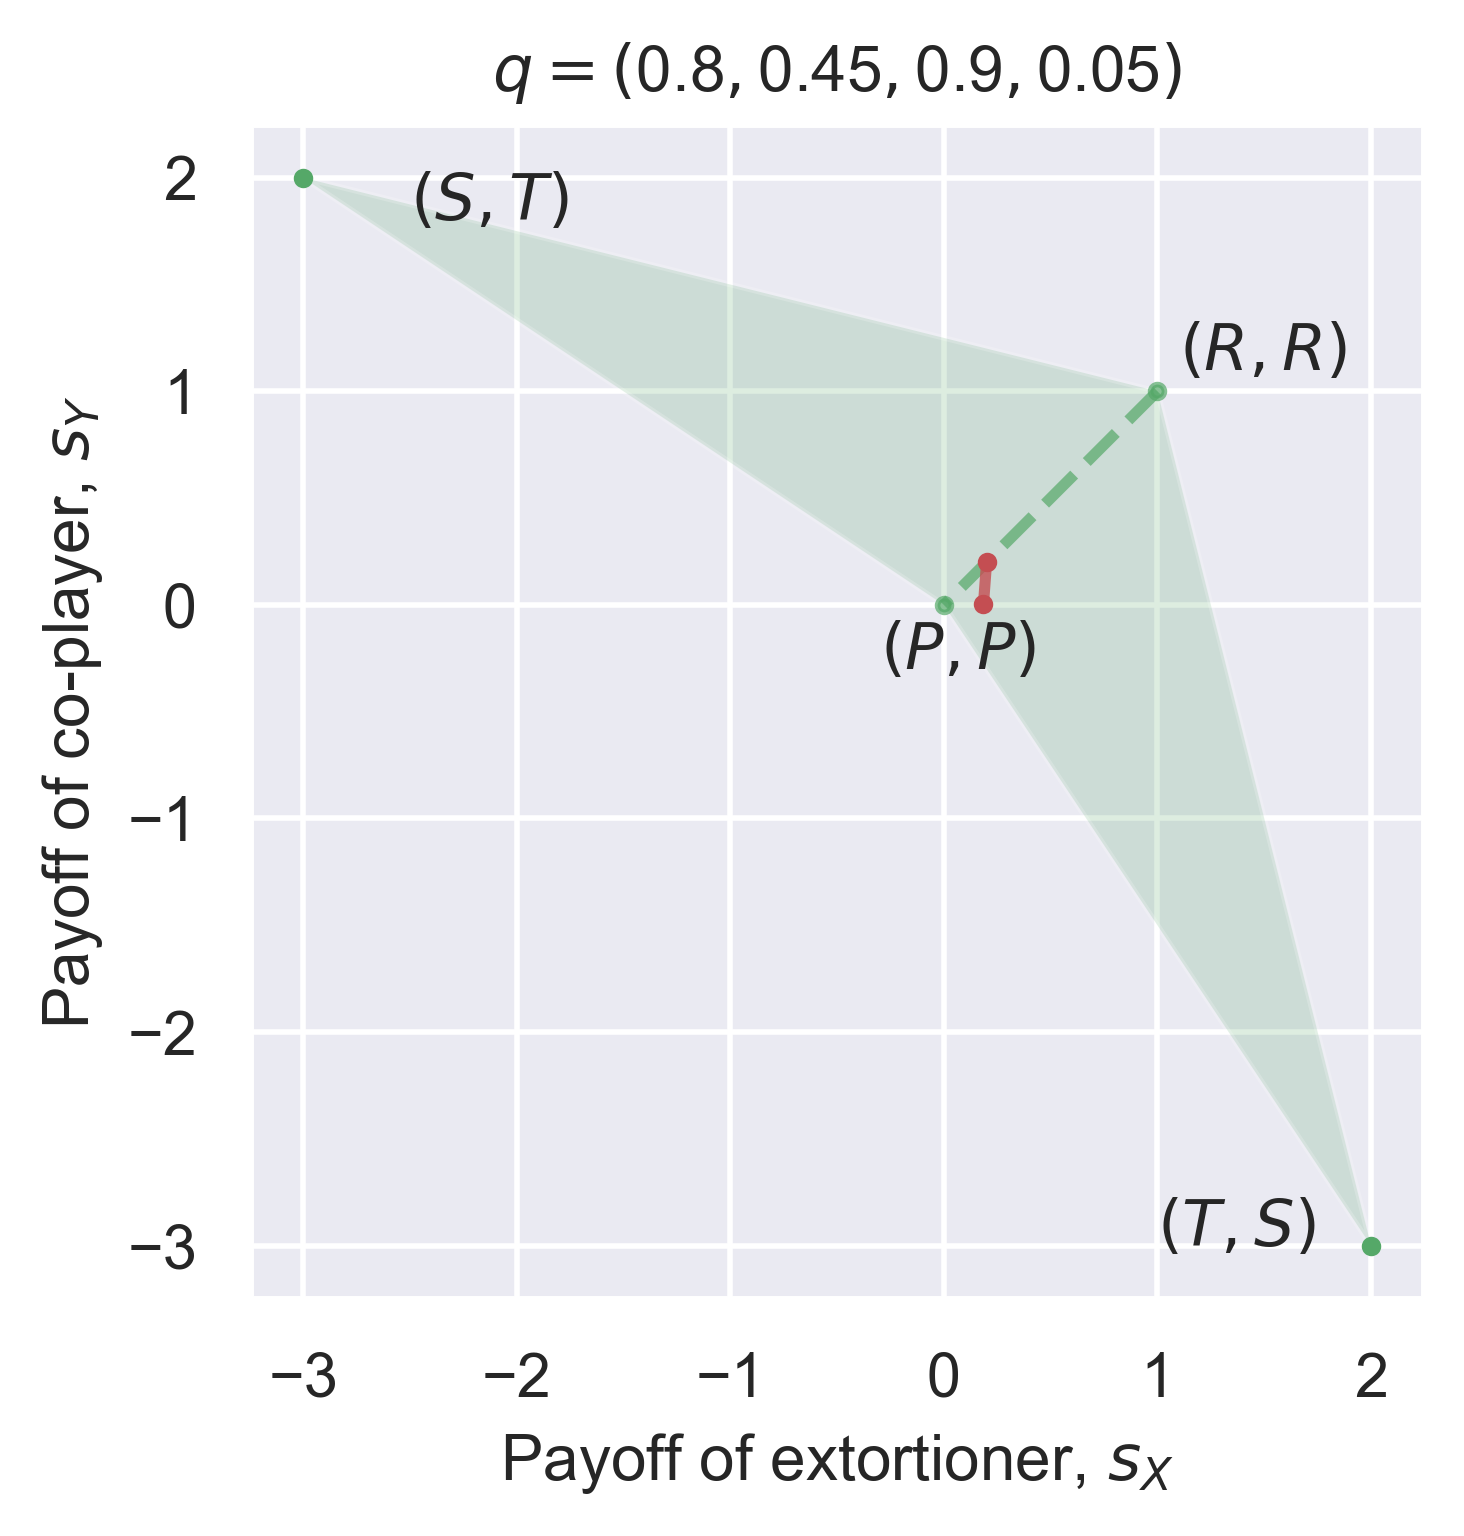 q = (0.8, 0.45, 0.9, 0.05)
2
(S, T)
(R, R)
1
0
(P, P)
−1
−2
(T, S)
−3
Payoff of co-player, s_Y
−3 −2 −1 0 1 2
Payoff of extortioner, s_X